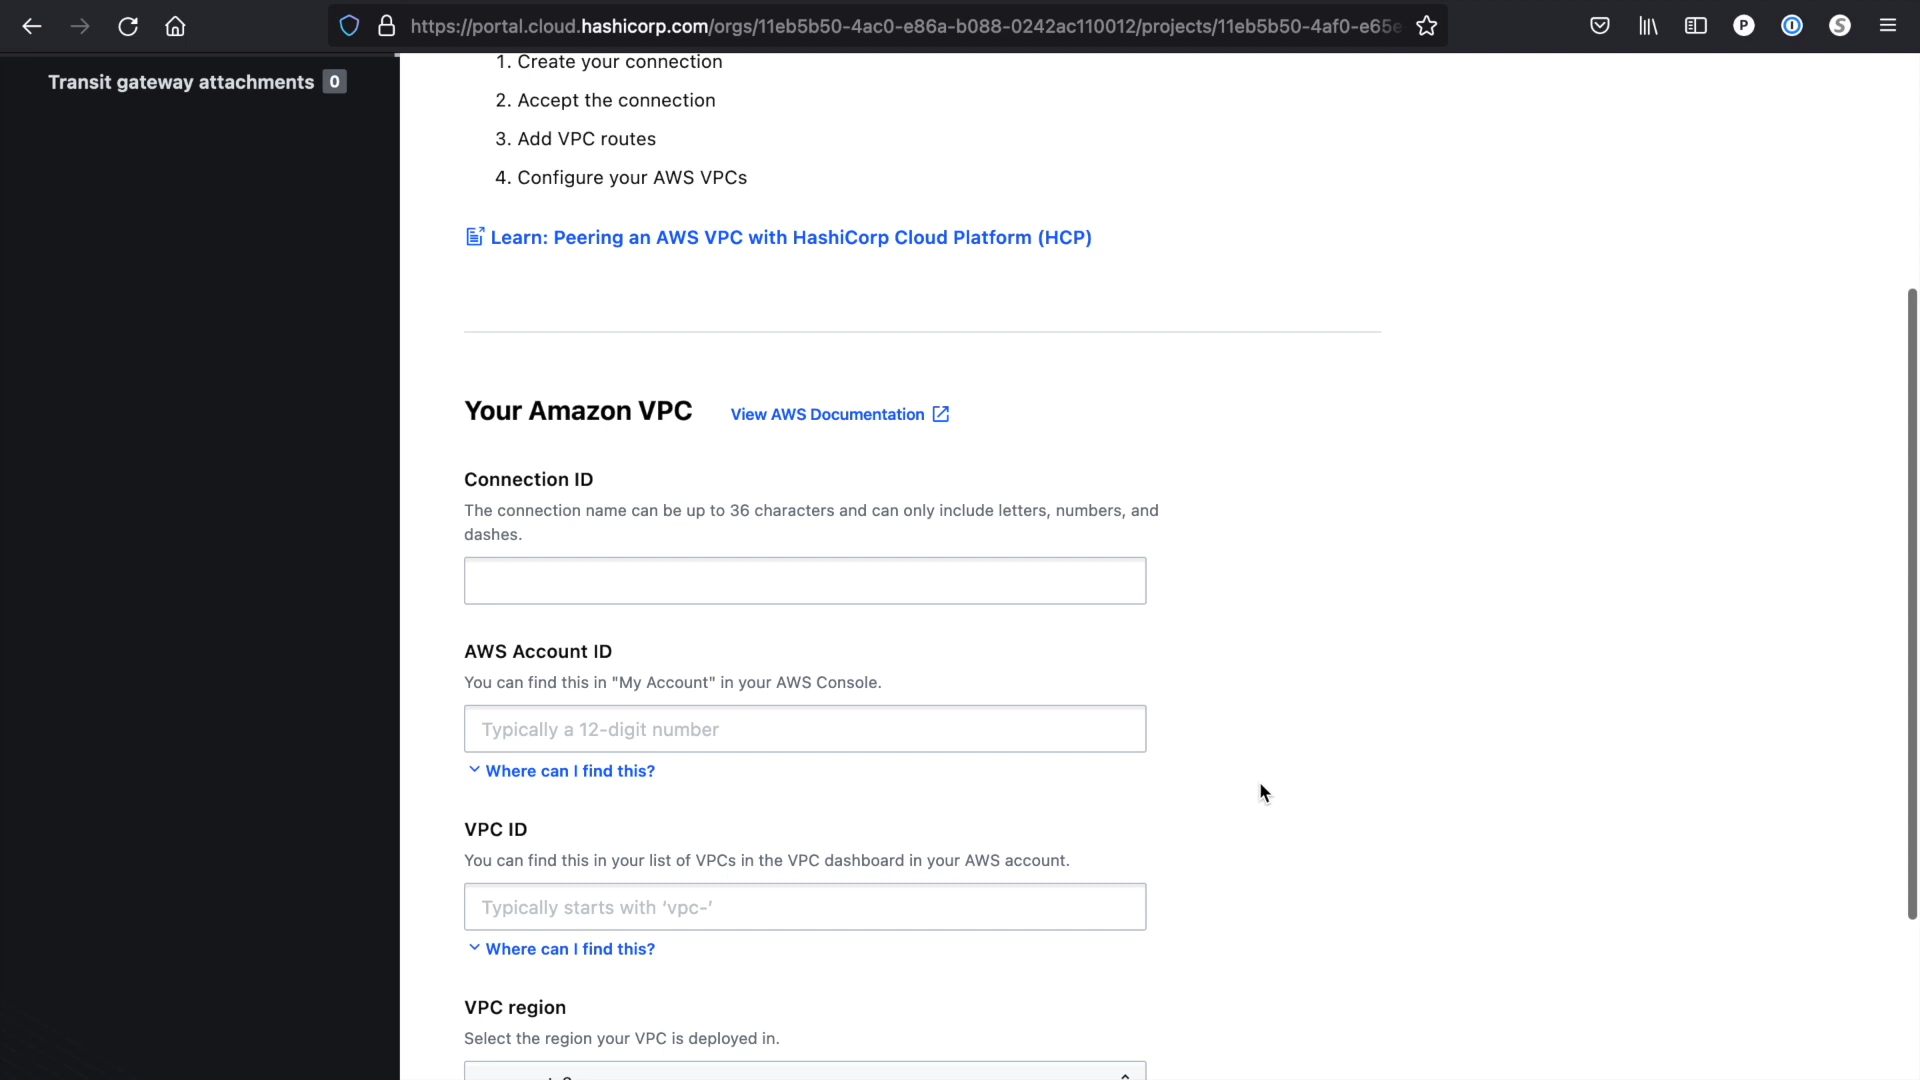 https://portal.cloud.hashicorp.com/orgs/11eb5b50-4ac0-e86a-b088-0242ac110012/projects/11eb5b50-4af0-e65e
P
S
Transit gateway attachments 0
1. Create your connection
2. Accept the connection
3. Add VPC routes
4. Configure your AWS VPCs
Learn: Peering an AWS VPC with HashiCorp Cloud Platform (HCP)
Your Amazon VPC View AWS Documentation
Connection ID
The connection name can be up to 36 characters and can only include letters, numbers, and
dashes.
AWS Account ID
You can find this in "My Account" in your AWS Console.
Typically a 12-digit number
Where can I find this?
VPC ID
You can find this in your list of VPCs in the VPC dashboard in your AWS account.
Typically starts with ‘vpc-’
Where can I find this?
VPC region
Select the region your VPC is deployed in.